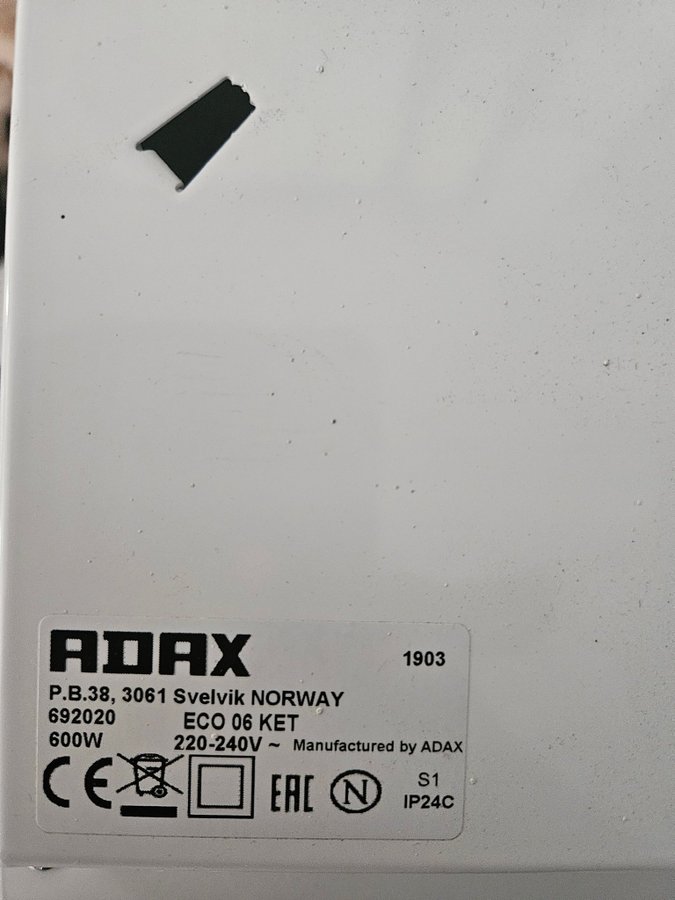 ADAX 1903
P.B.38, 3061 Svelvik NORWAY
692020 ECO 06 KET
600W 220-240V ~ Manufactured by ADAX
CE EAC N S1
IP24C